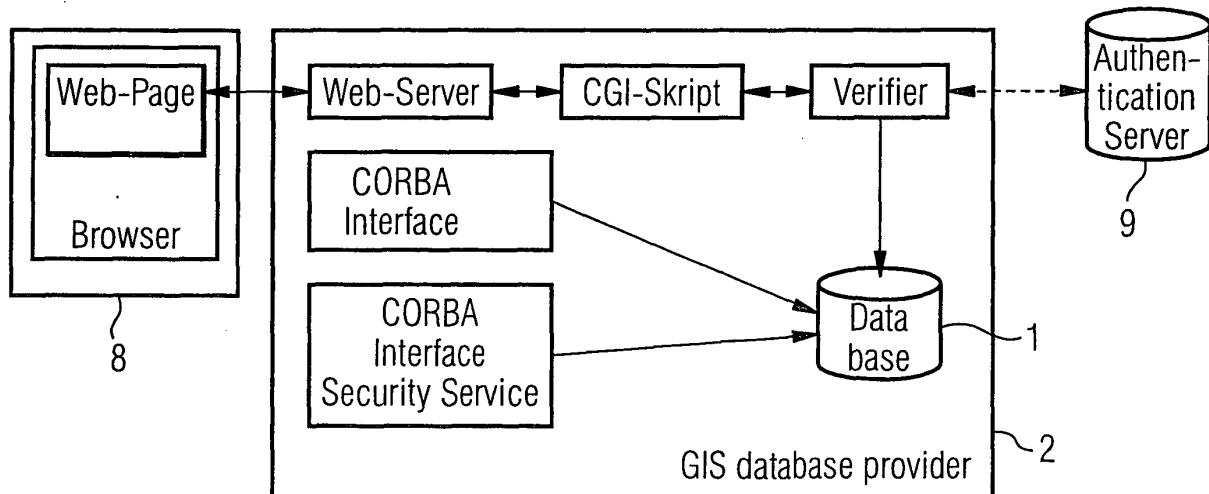 Web-Page
Browser
8
Web-Server
CGI-Skript
Verifier
Authen-
tication
Server
9
CORBA
Interface
CORBA
Interface
Security Service
Data
base
1
2
GIS database provider